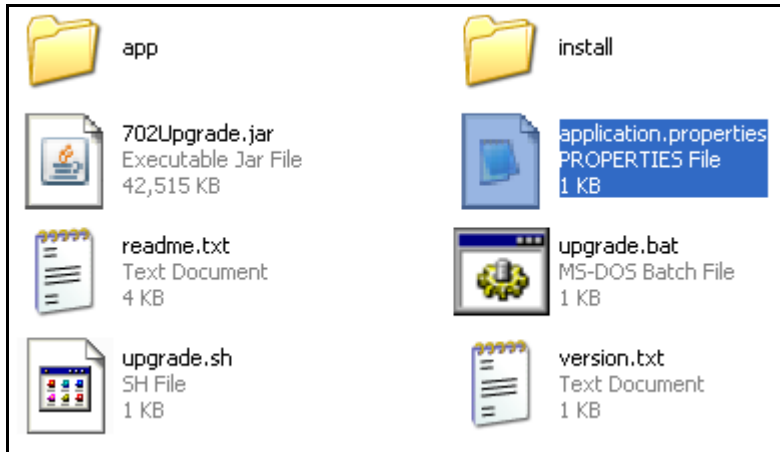 app
install
702Upgrade.jar
Executable Jar File
42,515 KB
application.properties
PROPERTIES File
1 KB
readme.txt
Text Document
4 KB
upgrade.bat
MS-DOS Batch File
1 KB
upgrade.sh
SH File
1 KB
version.txt
Text Document
1 KB